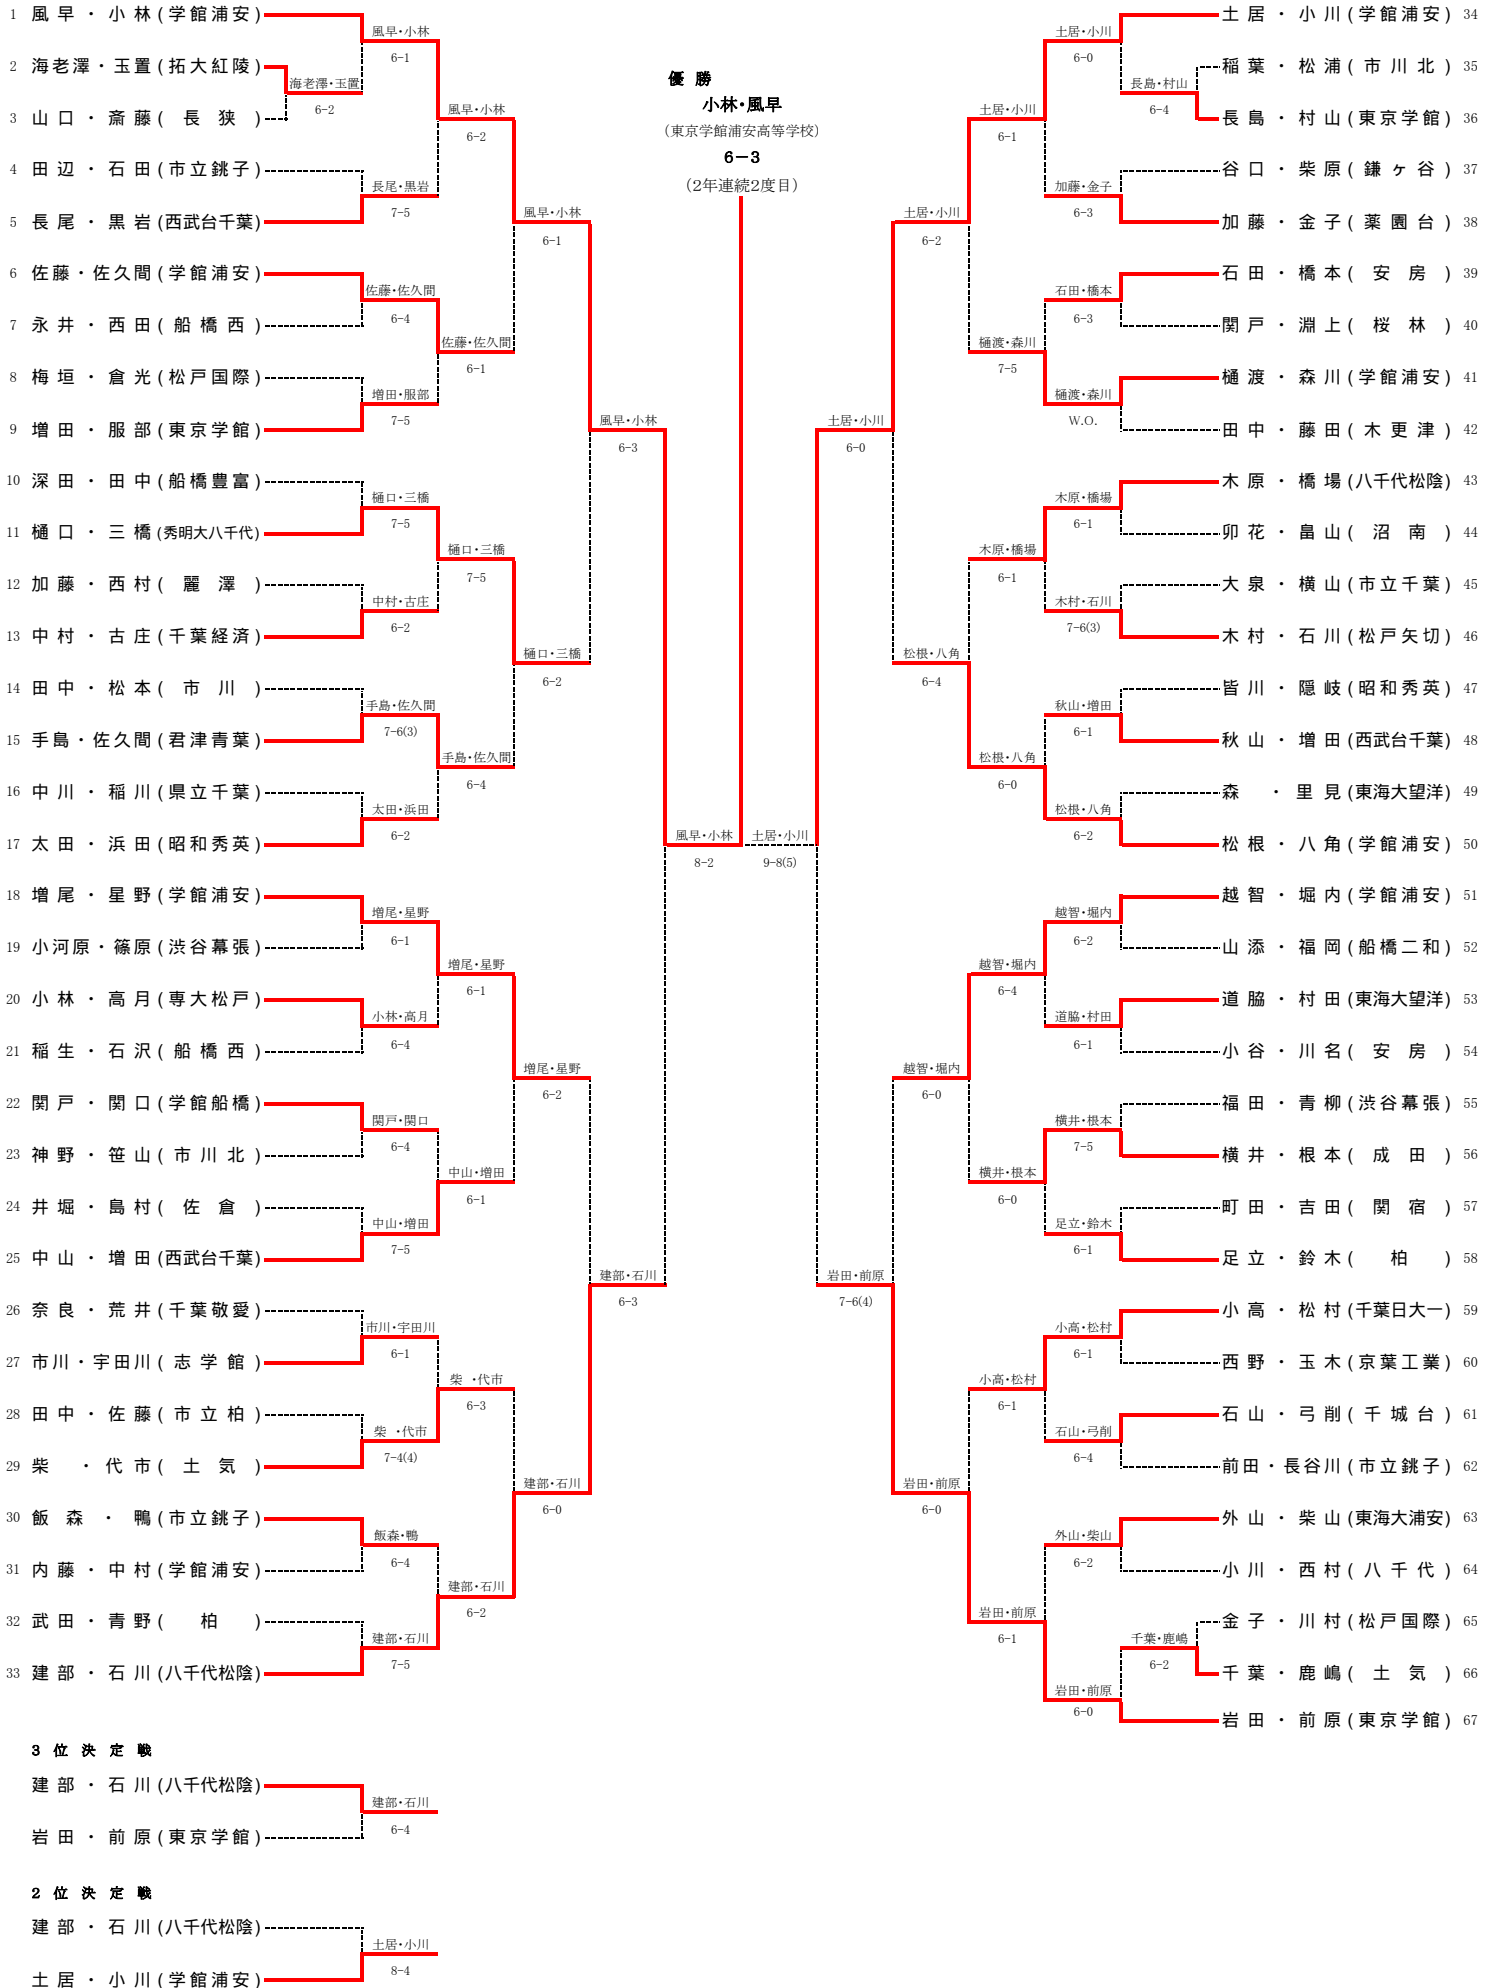 1 風早・小林(学館浦安)
2 海老澤・玉置(拓大紅陵)
3 山口・斎藤(長狭)
4 田辺・石田(市立銚子)
5 長尾・黒岩(西武台千葉)
6 佐藤・佐久間(学館浦安)
7 永井・西田(船橋西)
8 梅垣・倉光(松戸国際)
9 増田・服部(東京学館)
10 深田・田中(船橋豊富)
11 樋口・三橋(秀明大八千代)
12 加藤・西村(麗澤)
13 中村・古庄(千葉経済)
14 田中・松本(市川)
15 手島・佐久間(君津青葉)
16 中川・稲川(県立千葉)
17 太田・浜田(昭和秀英)
18 増尾・星野(学館浦安)
19 小河原・篠原(渋谷幕張)
20 小林・高月(専大松戸)
21 稲生・石沢(船橋西)
22 関戸・関口(学館船橋)
23 神野・笹山(市川北)
24 井堀・島村(佐倉)
25 中山・増田(西武台千葉)
26 奈良・荒井(千葉敬愛)
27 市川・宇田川(志学館)
28 田中・佐藤(市立柏)
29 柴・代市(土気)
30 飯森・鴨(市立銚子)
31 内藤・中村(学館浦安)
32 武田・青野(柏)
33 建部・石川(八千代松陰)
海老澤・玉置
6-2
風早・小林
6-1
長尾・黒岩
7-5
佐藤・佐久間
6-4
増田・服部
7-5
樋口・三橋
7-5
中村・古庄
6-2
手島・佐久間
7-6(3)
太田・浜田
6-2
増尾・星野
6-1
小林・高月
6-4
関戸・関口
6-4
中山・増田
7-5
市川・宇田川
6-1
柴 ・代市
7-4(4)
飯森・鴨
6-4
建部・石川
7-5
風早・小林
6-2
佐藤・佐久間
6-1
樋口・三橋
7-5
手島・佐久間
6-4
増尾・星野
6-1
中山・増田
6-1
柴 ・代市
6-3
建部・石川
6-2
風早・小林
6-1
樋口・三橋
6-2
増尾・星野
6-2
建部・石川
6-0
風早・小林
6-3
建部・石川
6-3
風早・小林
8-2
優勝
小林・風早
(東京学館浦安高等学校)
6-3
(2年連続2度目)
土居・小川
9-8(5)
土居・小川
6-0
岩田・前原
7-6(4)
土居・小川
6-2
松根・八角
6-4
越智・堀内
6-0
岩田・前原
6-0
土居・小川
6-1
樋渡・森川
7-5
木原・橋場
6-1
松根・八角
6-0
越智・堀内
6-4
横井・根本
6-0
小高・松村
6-1
岩田・前原
6-1
土居・小川
6-0
加藤・金子
6-3
石田・橋本
6-3
樋渡・森川
W.O.
木原・橋場
6-1
木村・石川
7-6(3)
秋山・増田
6-1
松根・八角
6-2
越智・堀内
6-2
道脇・村田
6-1
横井・根本
7-5
足立・鈴木
6-1
小高・松村
6-1
石山・弓削
6-4
外山・柴山
6-2
岩田・前原
6-0
長島・村山
6-4
千葉・鹿嶋
6-2
土居・小川(学館浦安) 34
稲葉・松浦(市川北) 35
長島・村山(東京学館) 36
谷口・柴原(鎌ヶ谷) 37
加藤・金子(薬園台) 38
石田・橋本(安房) 39
関戸・淵上(桜林) 40
樋渡・森川(学館浦安) 41
田中・藤田(木更津) 42
木原・橋場(八千代松陰) 43
卯花・畠山(沼南) 44
大泉・横山(市立千葉) 45
木村・石川(松戸矢切) 46
皆川・隠岐(昭和秀英) 47
秋山・増田(西武台千葉) 48
森・里見(東海大望洋) 49
松根・八角(学館浦安) 50
越智・堀内(学館浦安) 51
山添・福岡(船橋二和) 52
道脇・村田(東海大望洋) 53
小谷・川名(安房) 54
福田・青柳(渋谷幕張) 55
横井・根本(成田) 56
町田・吉田(関宿) 57
足立・鈴木(柏) 58
小高・松村(千葉日大一) 59
西野・玉木(京葉工業) 60
石山・弓削(千城台) 61
前田・長谷川(市立銚子) 62
外山・柴山(東海大浦安) 63
小川・西村(八千代) 64
金子・川村(松戸国際) 65
千葉・鹿嶋(土気) 66
岩田・前原(東京学館) 67
3位決定戦
建部・石川(八千代松陰)
岩田・前原(東京学館)
建部・石川
6-4
2位決定戦
建部・石川(八千代松陰)
土居・小川(学館浦安)
土居・小川
8-4